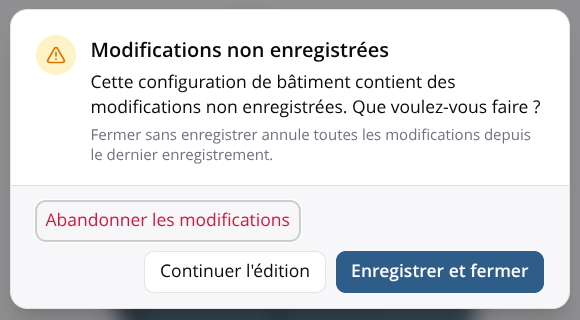 Modifications non enregistrées
Cette configuration de bâtiment contient des
modifications non enregistrées. Que voulez-vous faire ?
Fermer sans enregistrer annule toutes les modifications depuis
le dernier enregistrement.
Abandonner les modifications
Continuer l'édition
Enregistrer et fermer